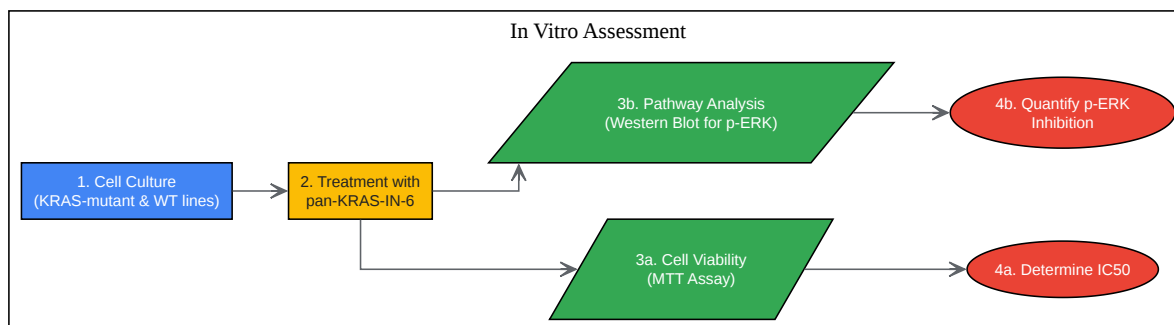 In Vitro Assessment
1. Cell Culture
(KRAS-mutant & WT lines)
2. Treatment with
pan-KRAS-IN-6
3b. Pathway Analysis
(Western Blot for p-ERK)
4b. Quantify p-ERK
Inhibition
3a. Cell Viability
(MTT Assay)
4a. Determine IC50